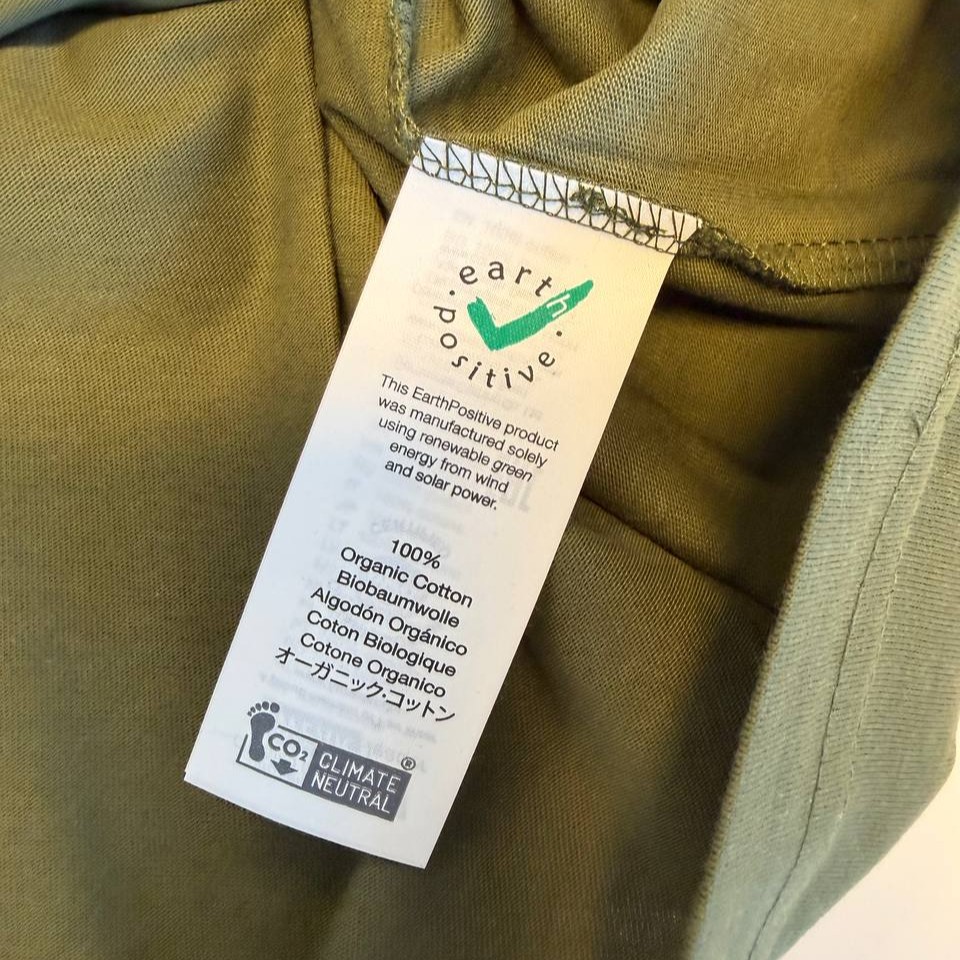 earth
positive
This EarthPositive product
was manufactured solely
using renewable green
energy from wind
and solar power.
100%
Organic Cotton
Biobaumwolle
Algodón Orgánico
Coton Biologique
Cotone Organico
オーガニック·コットン
CO₂
CLIMATE
NEUTRAL
®